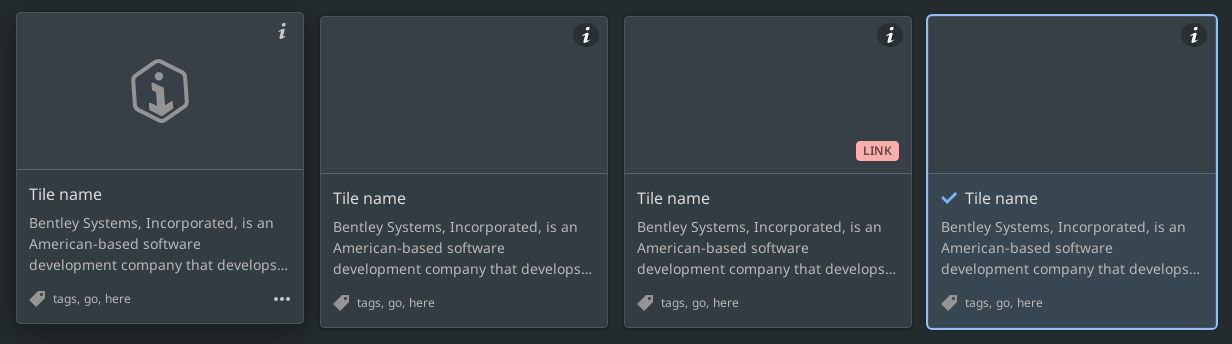 Tile name
Bentley Systems, Incorporated, is an
American-based software
development company that develops...
tags, go, here
Tile name
Bentley Systems, Incorporated, is an
American-based software
development company that develops...
tags, go, here
LINK
Tile name
Bentley Systems, Incorporated, is an
American-based software
development company that develops...
tags, go, here
Tile name
Bentley Systems, Incorporated, is an
American-based software
development company that develops...
tags, go, here